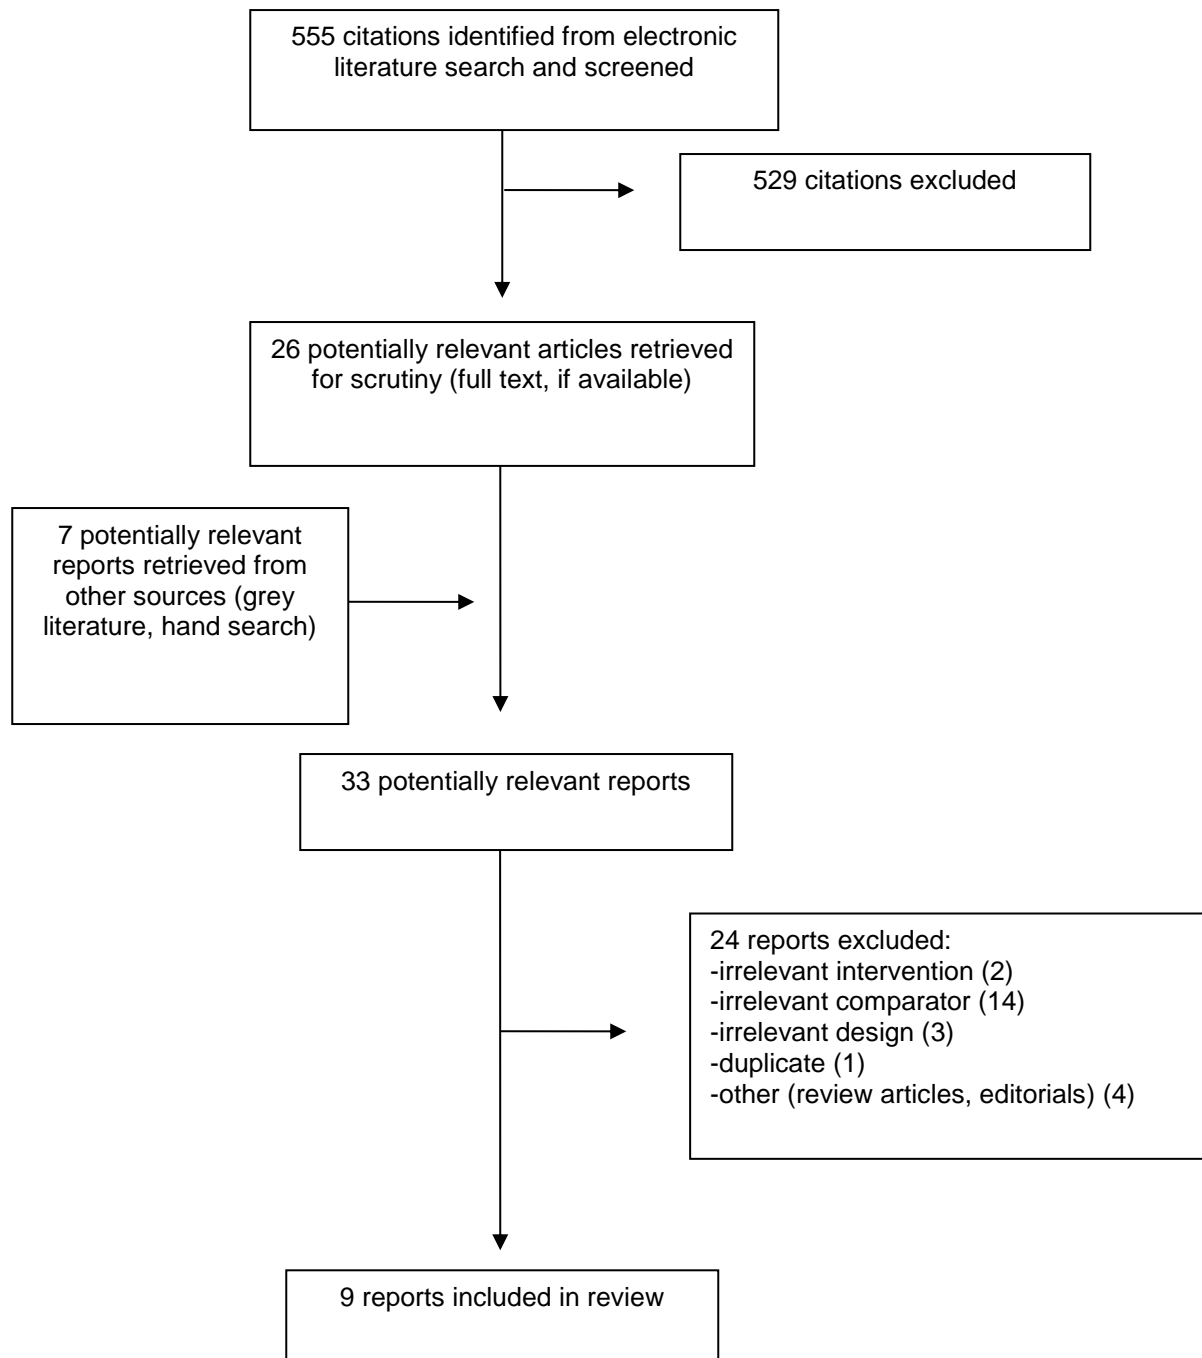 555 citations identified from electronic
literature search and screened
529 citations excluded
26 potentially relevant articles retrieved
for scrutiny (full text, if available)
7 potentially relevant
reports retrieved from
other sources (grey
literature, hand search)
33 potentially relevant reports
24 reports excluded:
-irrelevant intervention (2)
-irrelevant comparator (14)
-irrelevant design (3)
-duplicate (1)
-other (review articles, editorials) (4)
9 reports included in review